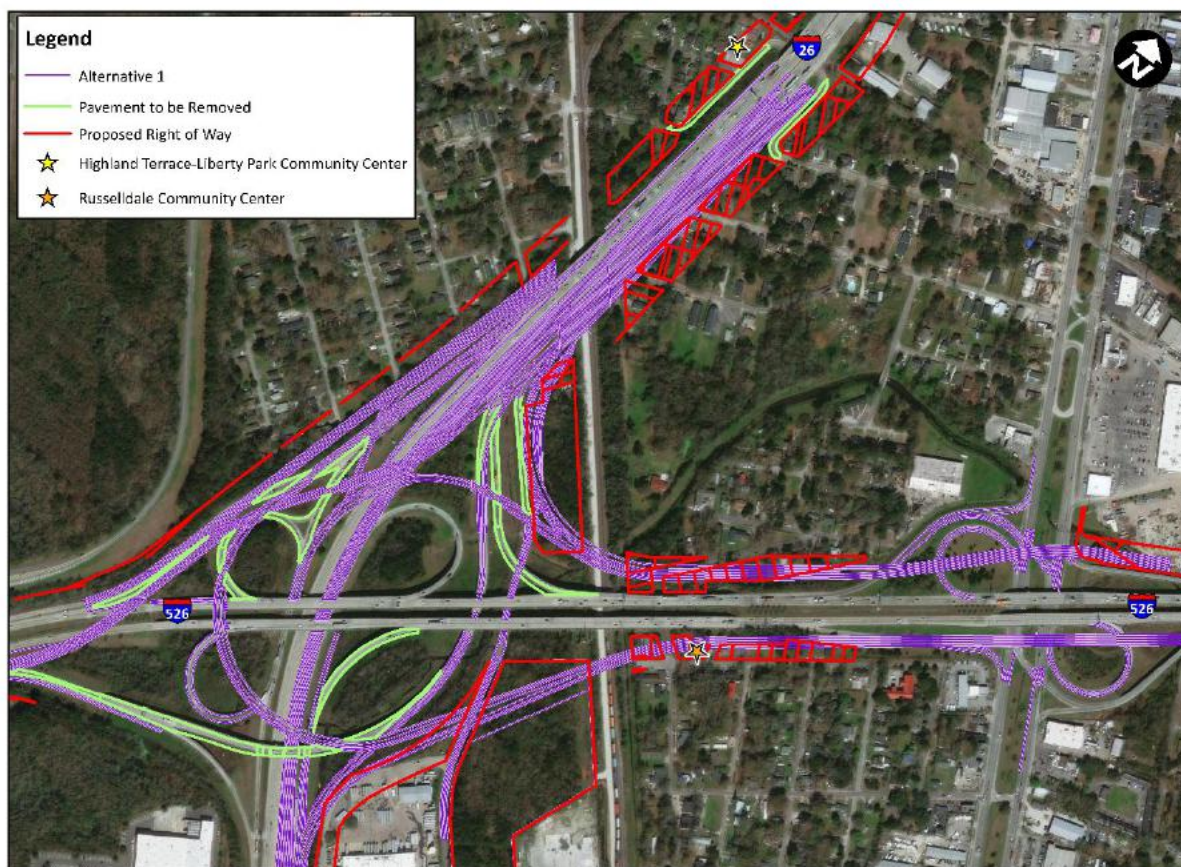 Legend
Alternative 1
Pavement to be Removed
Proposed Right of Way
Highland Terrace-Liberty Park Community Center
Russelldale Community Center
26
N
526
526